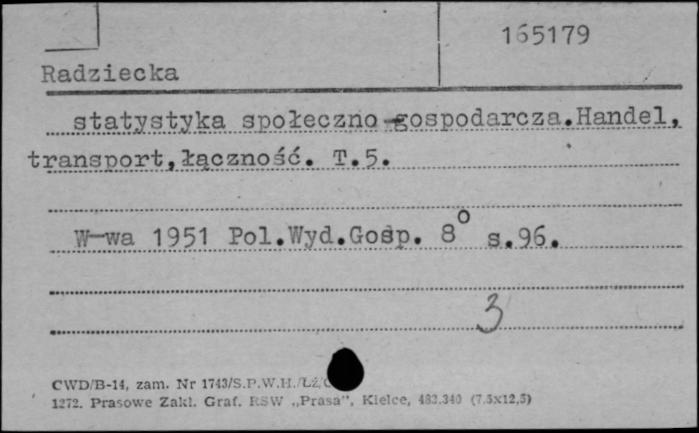 165179
Radziecka
statystyka społeczno-gospodarcza.Handel,
transport,łączność. T.5.
W-wa 1951 Pol.Wyd.Gosp. 8° s.96.
3
CWD/B-14, zam. Nr 1743/S.P.W.H./ŁŹ/
1272. Prasowe Zakł. Graf. RSW „Prasa”, Kielce, 483.340 (7,5x12,5)